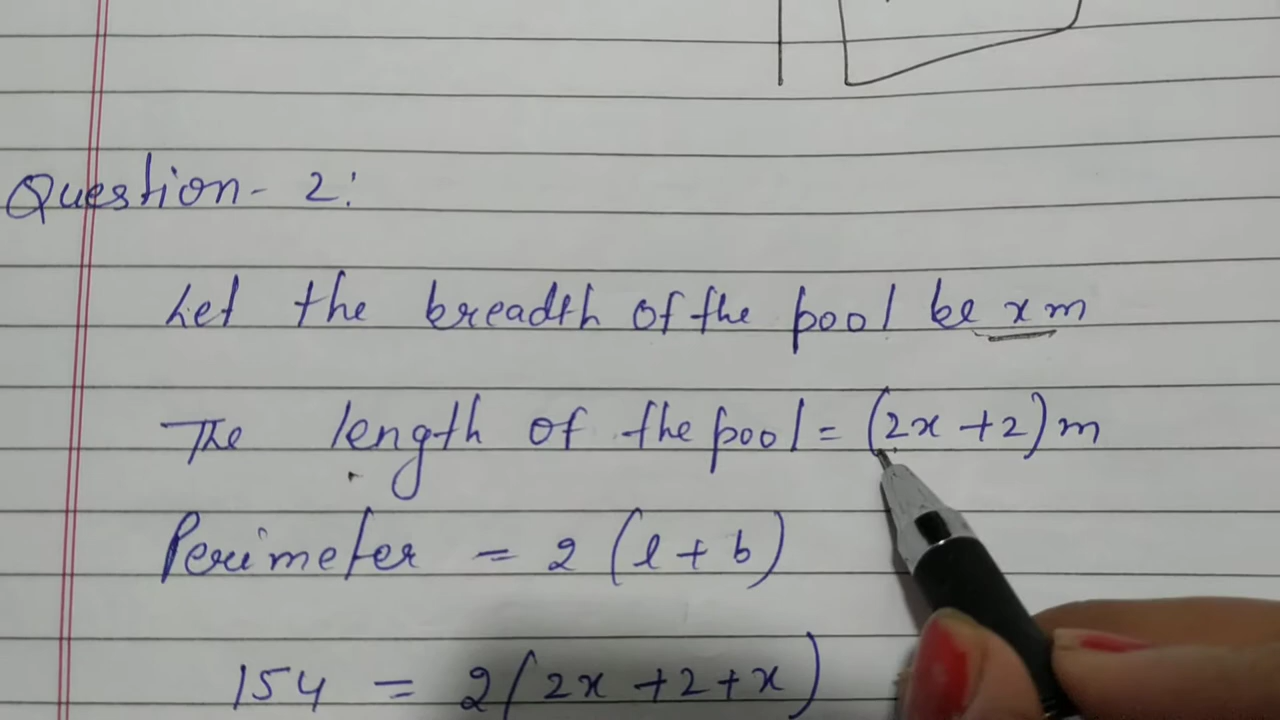 Question- 2:
Let the breadth of the pool be x m
The length of the pool = (2x + 2) m
Perimeter = 2 (l + b)
154 = 2(2x + 2 + x)